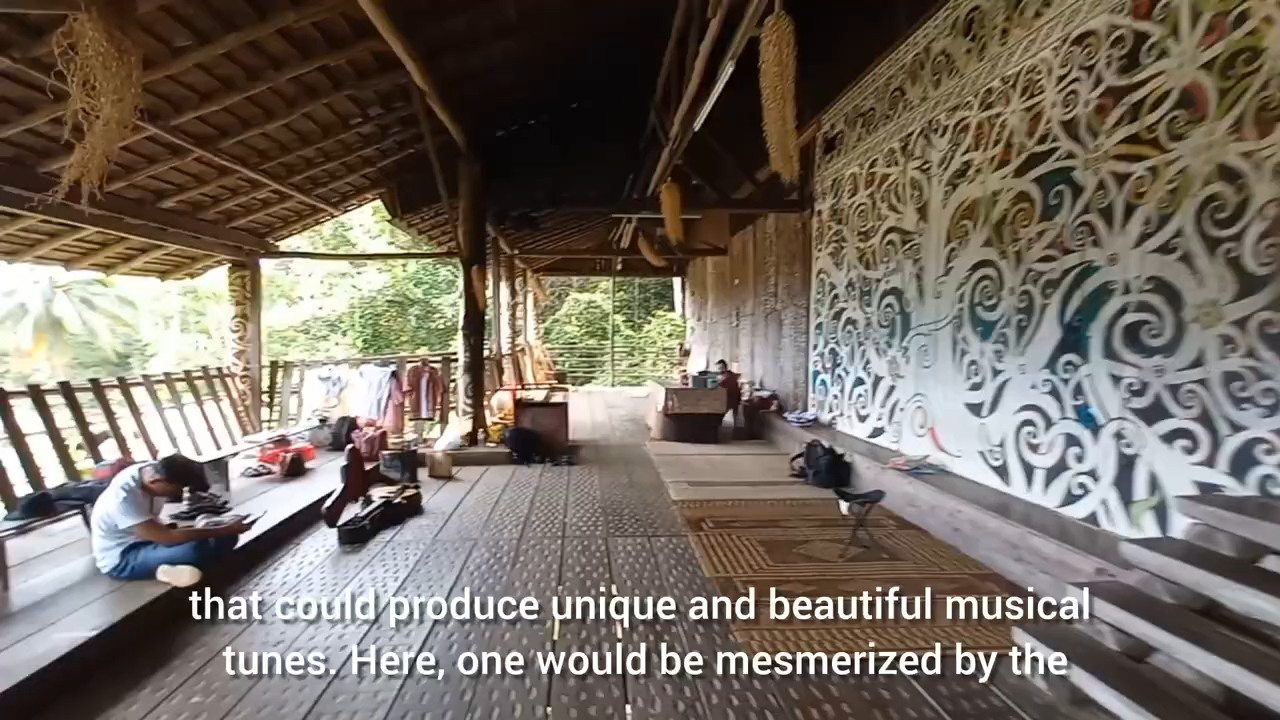 that could produce unique and beautiful musical
tunes. Here, one would be mesmerized by the